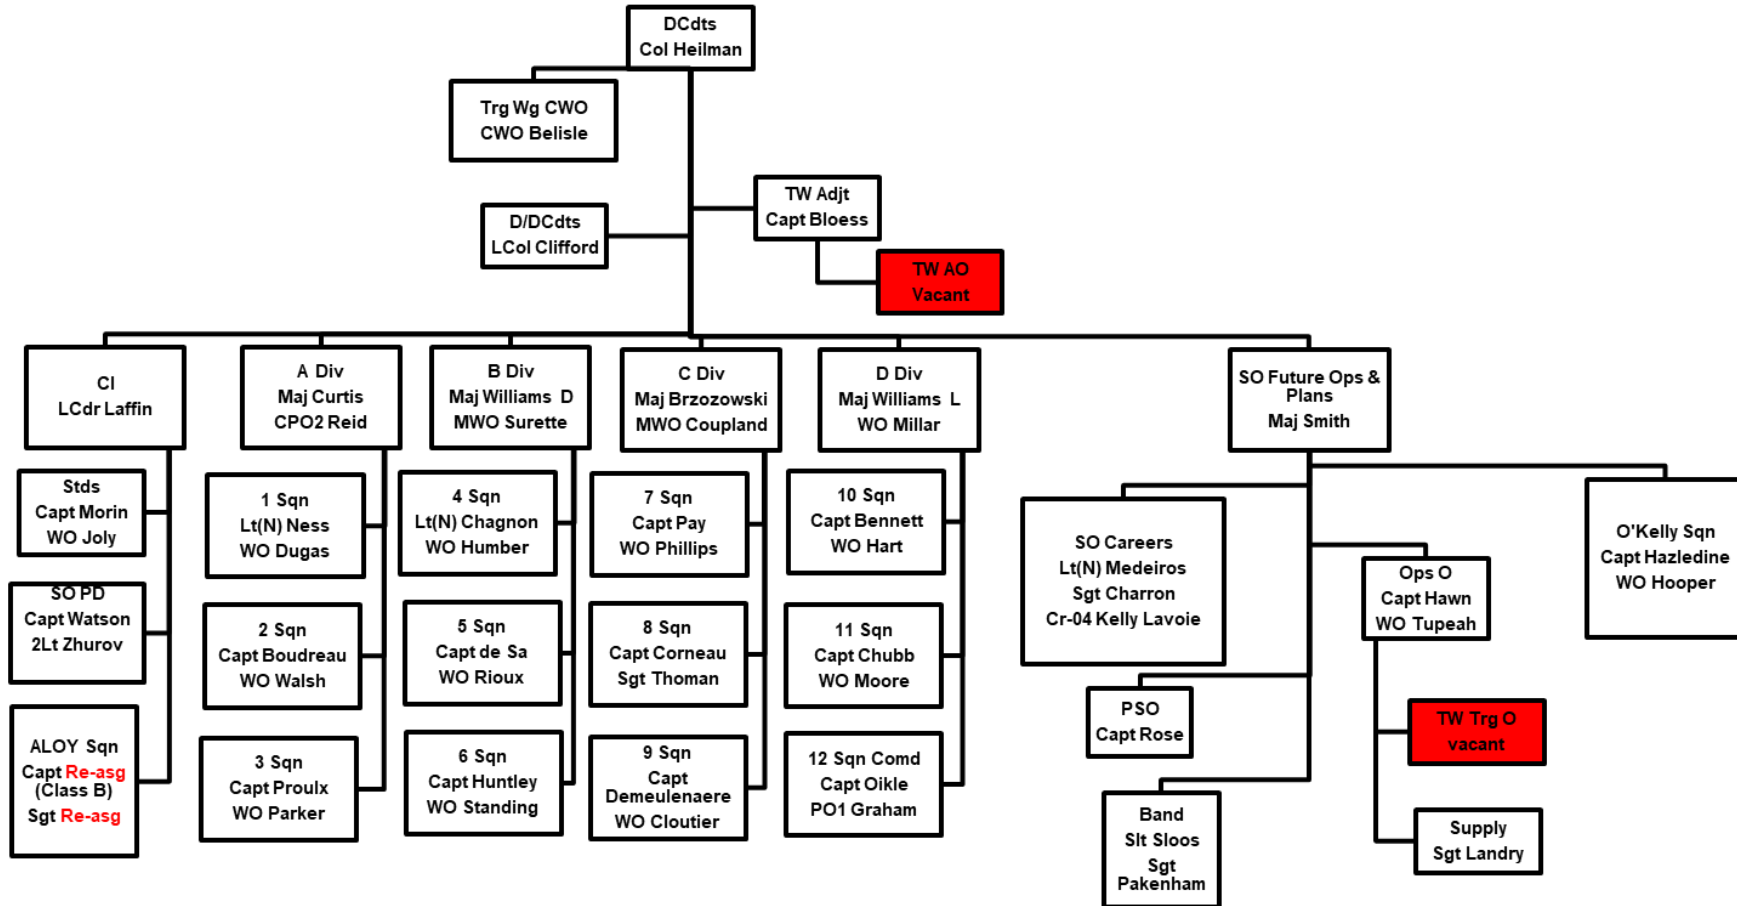 DCdts
Col Heilman
Trg Wg CWO
CWO Belisle
TW Adjt
Capt Bloess
D/DCdts
LCol Clifford
TW AO
Vacant
CI
LCdr Laffin
A Div
Maj Curtis
CPO2 Reid
B Div
Maj Williams D
MWO Surette
C Div
Maj Brzozowski
MWO Coupland
D Div
Maj Williams L
WO Millar
SO Future Ops &
Plans
Maj Smith
Stds
Capt Morin
WO Joly
1 Sqn
Lt(N) Ness
WO Dugas
4 Sqn
Lt(N) Chagnon
WO Humber
7 Sqn
Capt Pay
WO Phillips
10 Sqn
Capt Bennett
WO Hart
SO Careers
Lt(N) Medeiros
Sgt Charron
Cr-04 Kelly Lavoie
Ops O
Capt Hawn
WO Tupeah
O'Kelly Sqn
Capt Hazledine
WO Hooper
SO PD
Capt Watson
2Lt Zhurov
2 Sqn
Capt Boudreau
WO Walsh
5 Sqn
Capt de Sa
WO Rioux
8 Sqn
Capt Corneau
Sgt Thoman
11 Sqn
Capt Chubb
WO Moore
PSO
Capt Rose
TW Trg O
vacant
ALOY Sqn
Capt Re-asg
(Class B)
Sgt Re-asg
3 Sqn
Capt Proulx
WO Parker
6 Sqn
Capt Huntley
WO Standing
9 Sqn
Capt
Demeulenaere
WO Cloutier
12 Sqn Comd
Capt Oikle
PO1 Graham
Band
Slt Sloos
Sgt
Pakenham
Supply
Sgt Landry